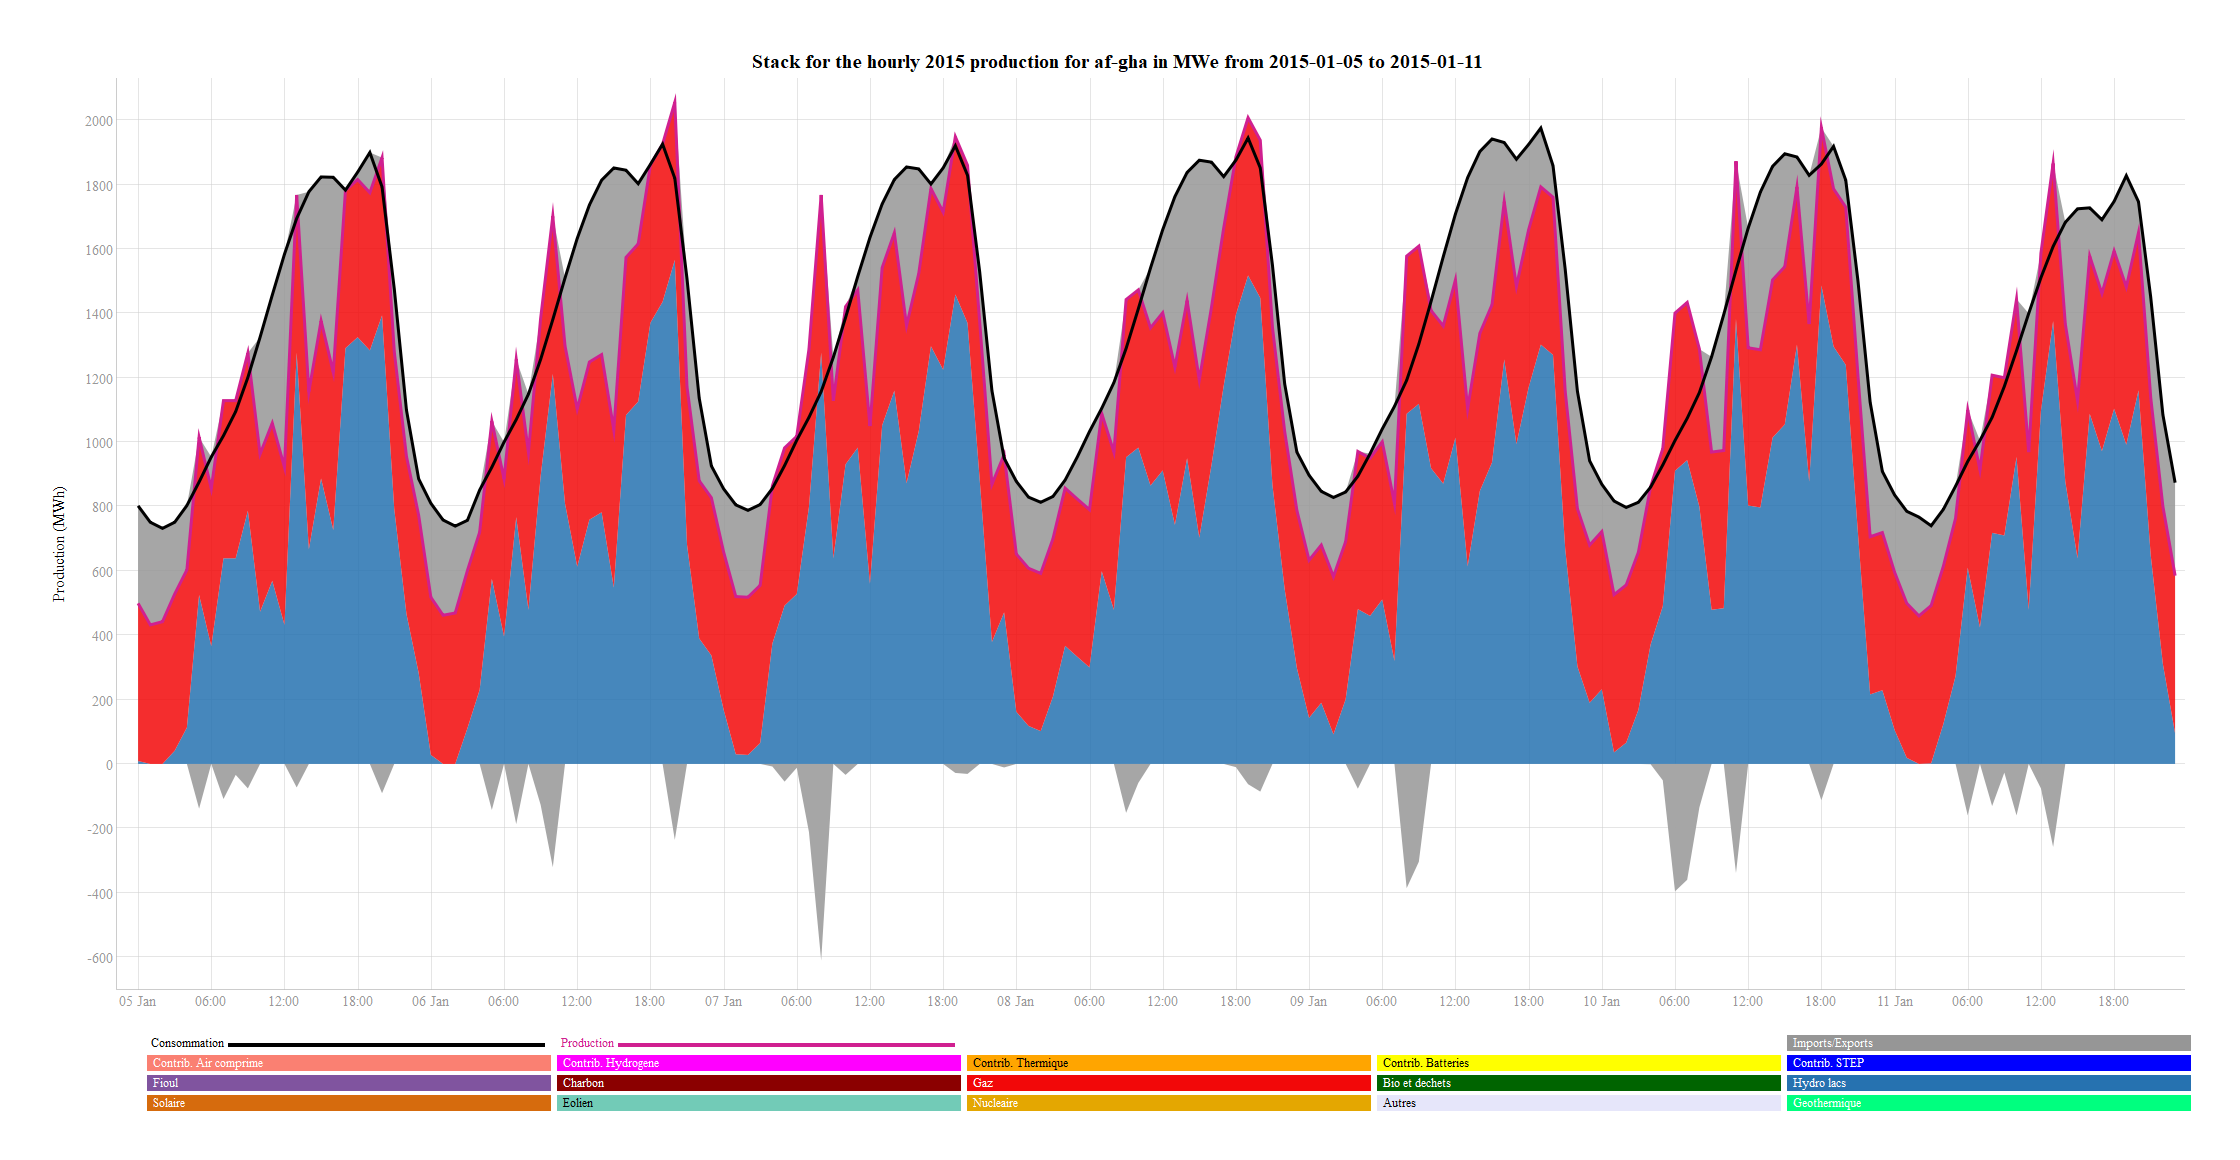 Stack for the hourly 2015 production for af-gha in MWe from 2015-01-05 to 2015-01-11
Production (MWh)
2000
1800
1600
1400
1200
1000
800
600
400
200
0
-200
-400
-600
05 Jan 06:00 12:00 18:00 06 Jan 06:00 12:00 18:00 07 Jan 06:00 12:00 18:00 08 Jan 06:00 12:00 18:00 09 Jan 06:00 12:00 18:00 10 Jan 06:00 12:00 18:00 11 Jan 06:00 12:00 18:00
Consommation Production Imports/Exports
Contrib. Air comprime Contrib. Hydrogene Contrib. Thermique Contrib. Batteries Contrib. STEP
Fioul Charbon Gaz Bio et dechets Hydro lacs
Solaire Eolien Nucleaire Autres Geothermique